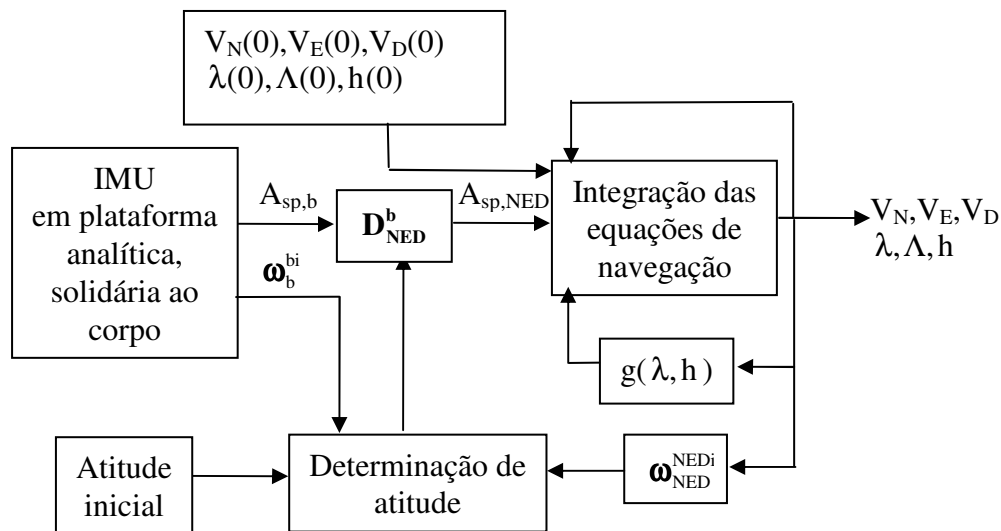 V_N(0),V_E(0),V_D(0)
λ(0),Λ(0),h(0)
IMU
em plataforma
analítica,
solidária ao
corpo
A_sp,b
ω_b^bi
D_NED^b
A_sp,NED
Integração das
equações de
navegação
V_N,V_E,V_D
λ,Λ,h
g(λ,h)
Atitude
inicial
Determinação de
atitude
ω_NED^NEDi